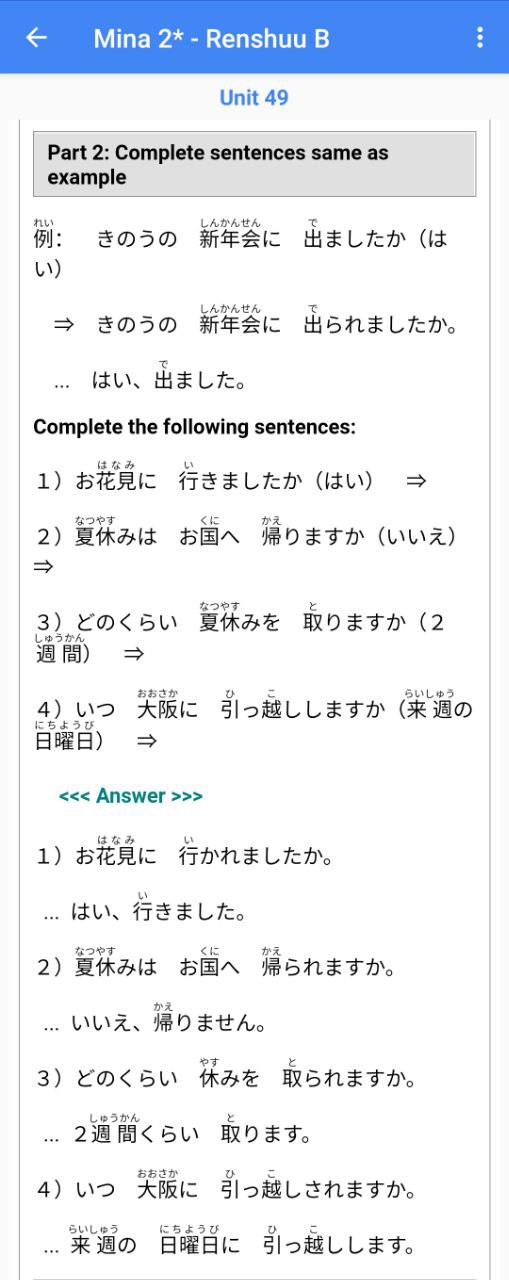 Mina 2* - Renshuu B
Unit 49
Part 2: Complete sentences same as
example
れい しんかんせん で
例： きのうの 新年会に 出ましたか（は
い）
しんかんせん で
⇒ きのうの 新年会に 出られましたか。
で
... はい、出ました。
Complete the following sentences:
はなみ い
１）お花見に 行きましたか（はい） ⇒
なつやす くに かえ
２）夏休みは お国へ 帰りますか（いいえ）
⇒
なつやす と
３）どのくらい 夏休みを 取りますか（２
しゅうかん
週間） ⇒
おおさか ひ こ らいしゅう
４）いつ 大阪に 引っ越ししますか（来週の
にちようび
日曜日） ⇒
<<< Answer >>>
はなみ い
１）お花見に 行かれましたか。
い
... はい、行きました。
なつやす くに かえ
２）夏休みは お国へ 帰られますか。
かえ
... いいえ、帰りません。
やす と
３）どのくらい 休みを 取られますか。
しゅうかん と
... ２週間くらい 取ります。
おおさか ひ こ
４）いつ 大阪に 引っ越しされますか。
らいしゅう にちようび ひ こ
... 来週の 日曜日に 引っ越しします。